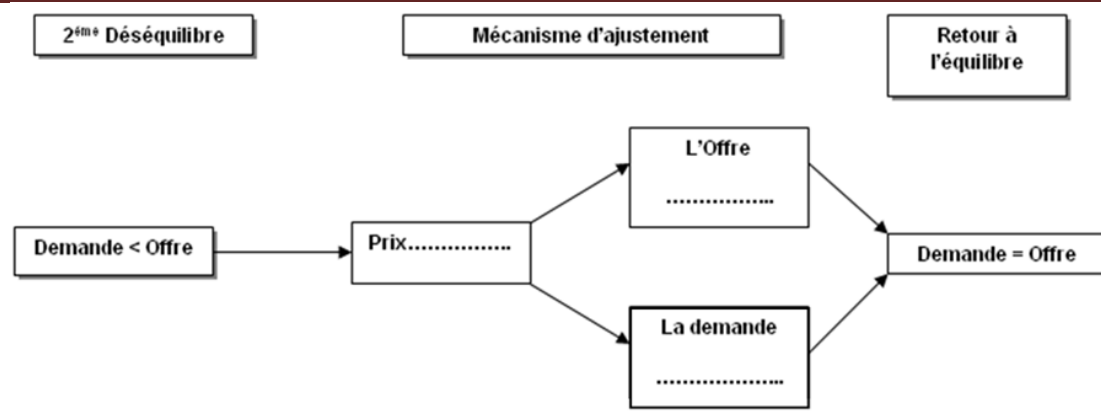 2ème Déséquilibre
Mécanisme d'ajustement
Retour à
l'équilibre
L'Offre
...................
Demande < Offre
Prix................
Demande = Offre
La demande
......................